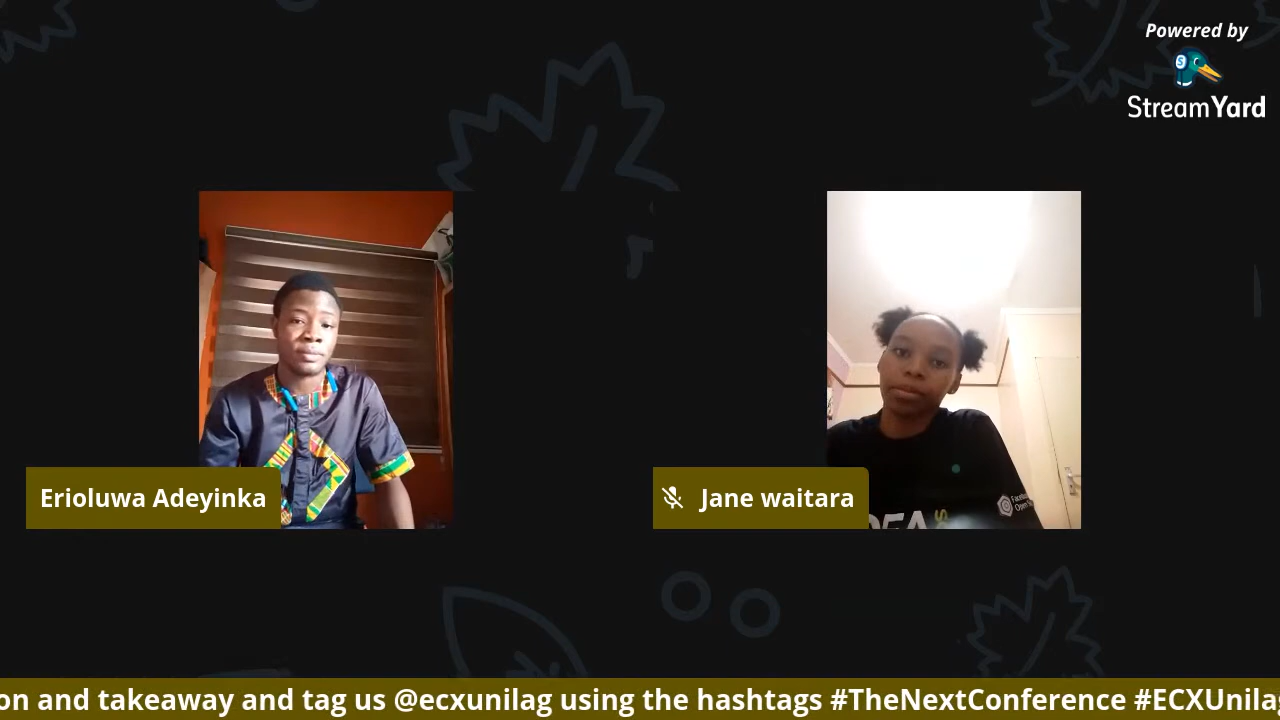 Powered by
StreamYard
Erioluwa Adeyinka
Jane waitara
on and takeaway and tag us @ecxunilag using the hashtags #TheNextConference #ECXUnilag